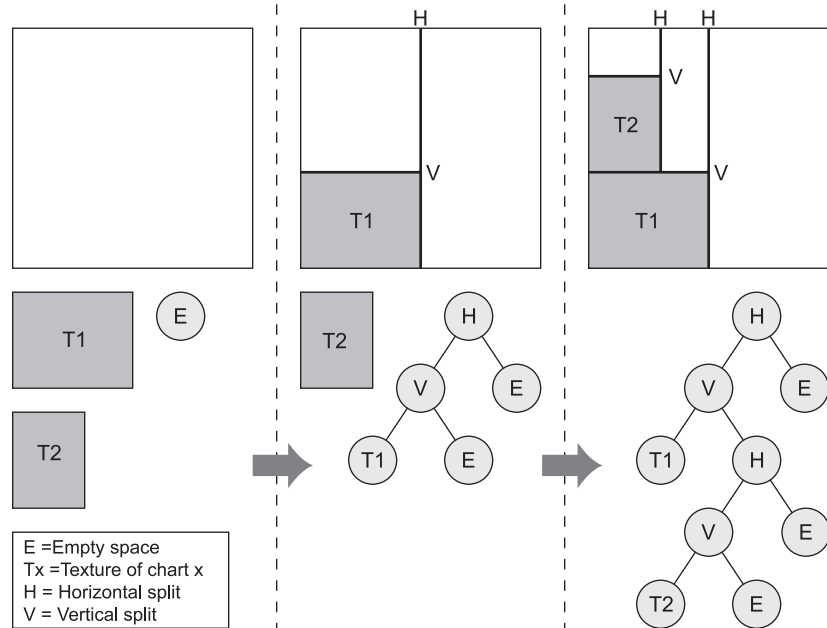 H
H H
V
T2
V
V
T1
T1
T1
E
T2
H
H
V
E
V
E
T2
T1
E
T1
H
V
E
T2
E
E =Empty space
Tx =Texture of chart x
H = Horizontal split
V = Vertical split